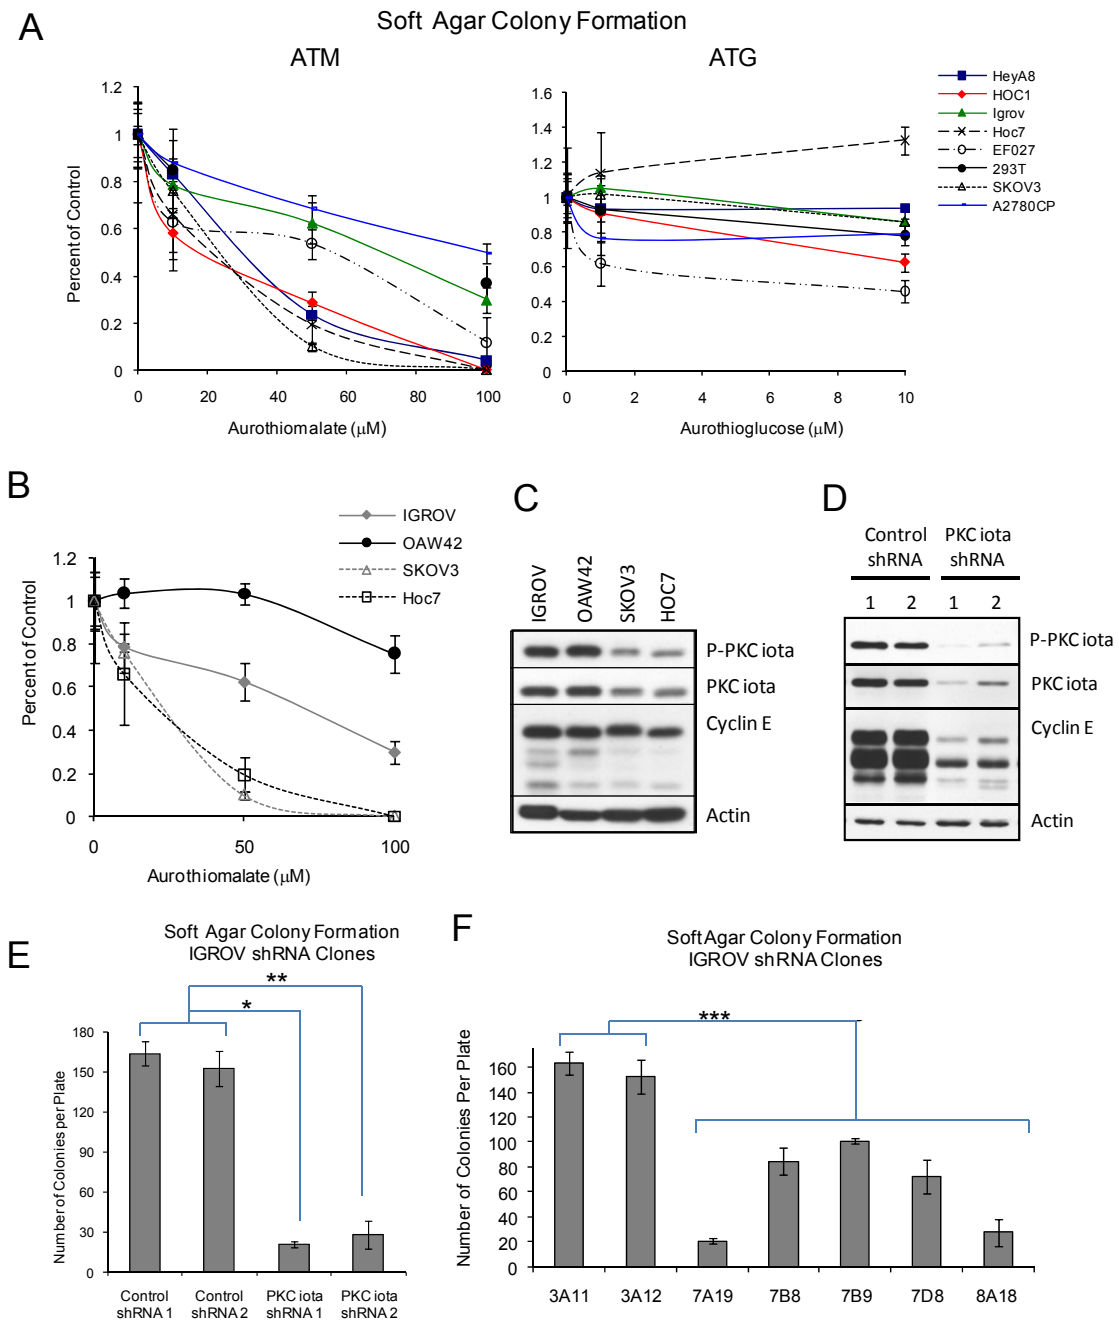 A
Soft Agar Colony Formation
ATM
ATG
Percent of Control
1.2
1
0.8
0.6
0.4
0.2
0
0 20 40 60 80 100
Aurothiomalate (μM)
1.6
1.4
1.2
1
0.8
0.6
0.4
0.2
0
0 2 4 6 8 10
Aurothioglucose (μM)
HeyA8
HOC1
Igrov
Hoc7
EF027
293T
SKOV3
A2780CP
B
IGROV
OAW42
SKOV3
Hoc7
Percent of Control
1.2
1
0.8
0.6
0.4
0.2
0
0 50 100
Aurothiomalate (μM)
C
IGROV
OAW42
SKOV3
HOC7
P-PKC iota
PKC iota
Cyclin E
Actin
D
Control shRNA
PKC iota shRNA
1 2 1 2
P-PKC iota
PKC iota
Cyclin E
Actin
E
Soft Agar Colony Formation
IGROV shRNA Clones
**
*
Number of Colonies per Plate
180
150
120
90
60
30
0
Control shRNA 1
Control shRNA 2
PKC iota shRNA 1
PKC iota shRNA 2
F
Soft Agar Colony Formation
IGROV shRNA Clones
***
Number of Colonies Per Plate
160
140
120
100
80
60
40
20
0
3A11 3A12 7A19 7B8 7B9 7D8 8A18